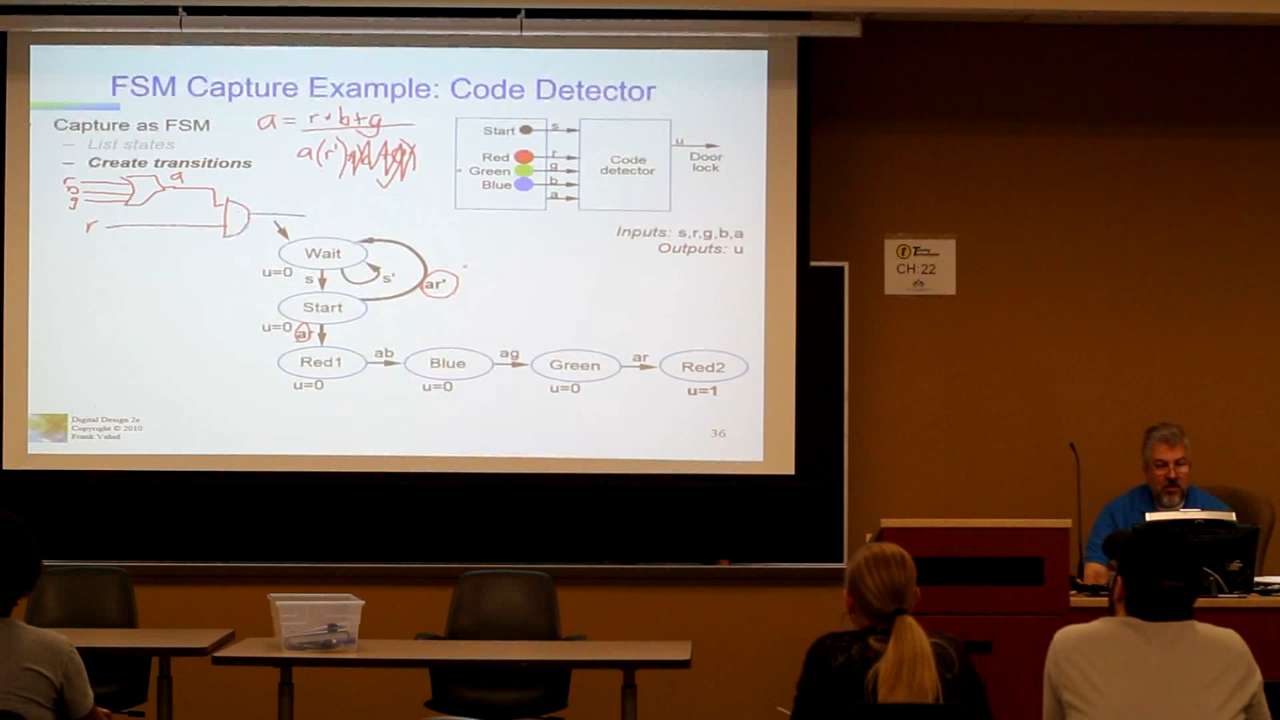 FSM Capture Example: Code Detector
Capture as FSM
– List states
– Create transitions
a = r+b+g
a(r')
r
b
g
a
r
Start
s
Red
r
Green
g
Blue
b
a
Code
detector
u
Door
lock
Inputs: s,r,g,b,a
Outputs: u
Wait
u=0
s
s'
ar'
Start
u=0
ar
Red1
ab
Blue
ag
Green
ar
Red2
u=0
u=0
u=0
u=1
Digital Design 2e
Copyright © 2010
Frank Vahid
36
CH: 22